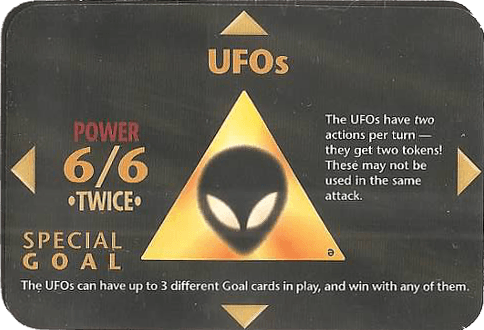 UFOs
POWER
6/6
•TWICE•
SPECIAL
GOAL
The UFOs have two
actions per turn —
they get two tokens!
These may not be
used in the same
attack.
ə
The UFOs can have up to 3 different Goal cards in play, and win with any of them.